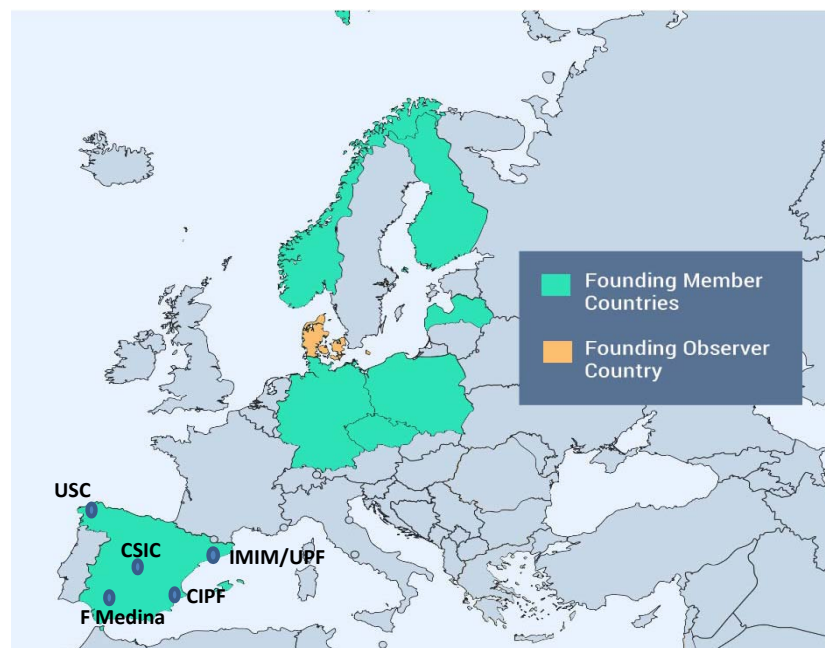 Founding Member
Countries
Founding Observer
Country
USC
CSIC
IMIM/UPF
CIPF
F Medina